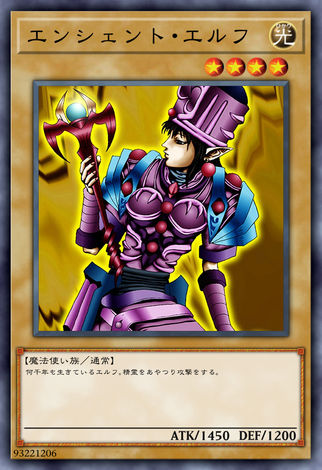 エンシェント・エルフ
光
【魔法使い族／通常】
何千年も生きているエルフ。精霊をあやつり攻撃をする。
ATK/1450 DEF/1200
93221206